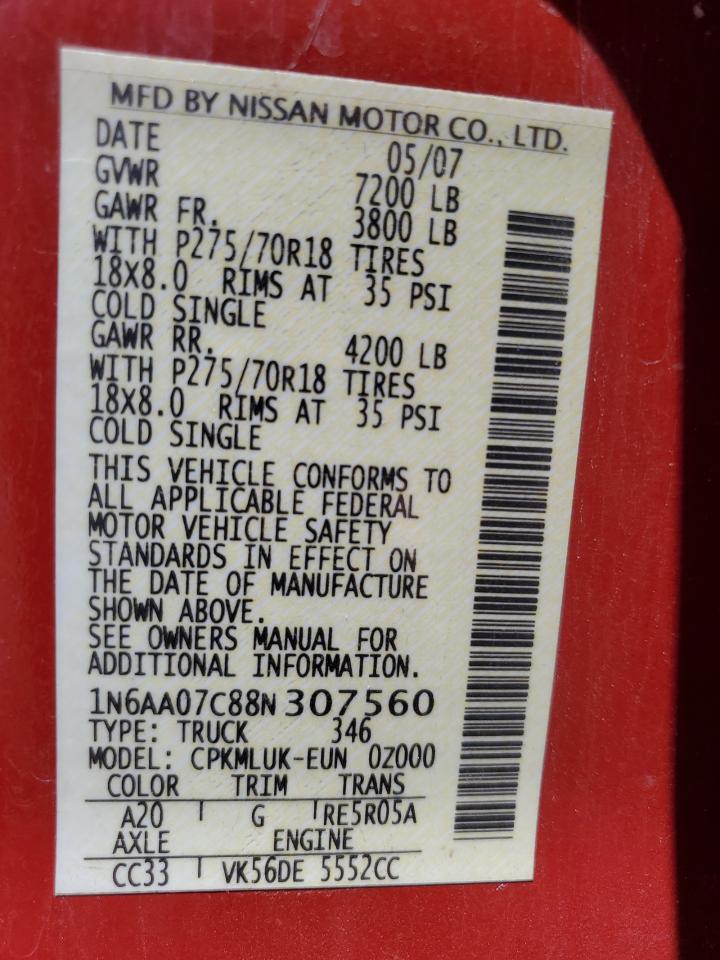 MFD BY NISSAN MOTOR CO., LTD.
DATE 05/07
GVWR 7200 LB
GAWR FR. 3800 LB
WITH P275/70R18 TIRES
18X8.0 RIMS AT 35 PSI
COLD SINGLE
GAWR RR. 4200 LB
WITH P275/70R18 TIRES
18X8.0 RIMS AT 35 PSI
COLD SINGLE
THIS VEHICLE CONFORMS TO
ALL APPLICABLE FEDERAL
MOTOR VEHICLE SAFETY
STANDARDS IN EFFECT ON
THE DATE OF MANUFACTURE
SHOWN ABOVE.
SEE OWNERS MANUAL FOR
ADDITIONAL INFORMATION.
1N6AA07C88N307560
TYPE: TRUCK 346
MODEL: CPKMLUK-EUN 0Z000
COLOR TRIM TRANS
A20 G RE5R05A
AXLE ENGINE
CC33 VK56DE 5552CC